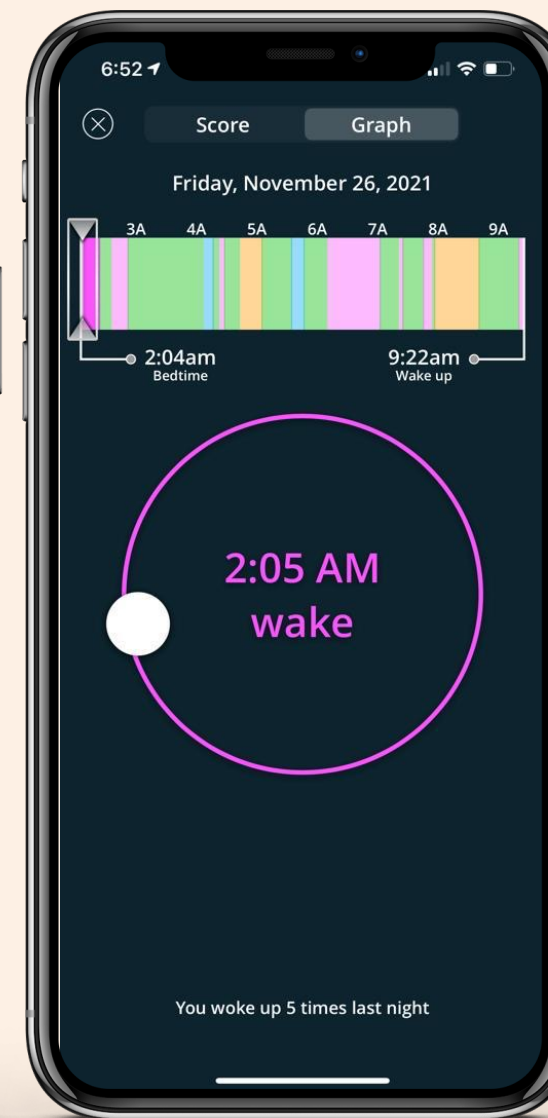 6:52
Score Graph
Friday, November 26, 2021
3A 4A 5A 6A 7A 8A 9A
2:04am 9:22am
Bedtime Wake up
2:05 AM
wake
You woke up 5 times last night